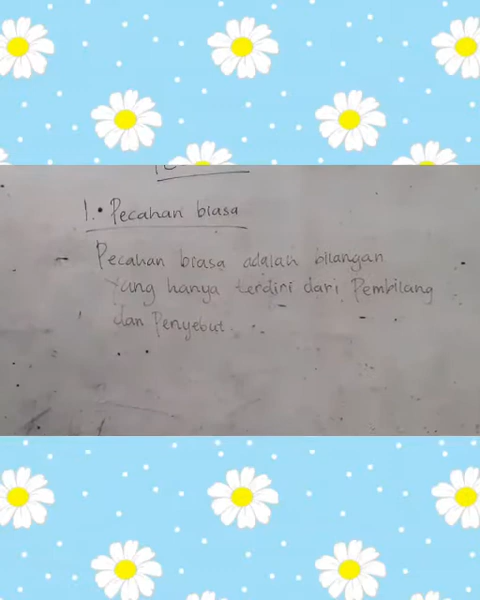 1. • Pecahan biasa
Pecahan biasa adalah bilangan
yang hanya terdiri dari Pembilang
dan Penyebut.